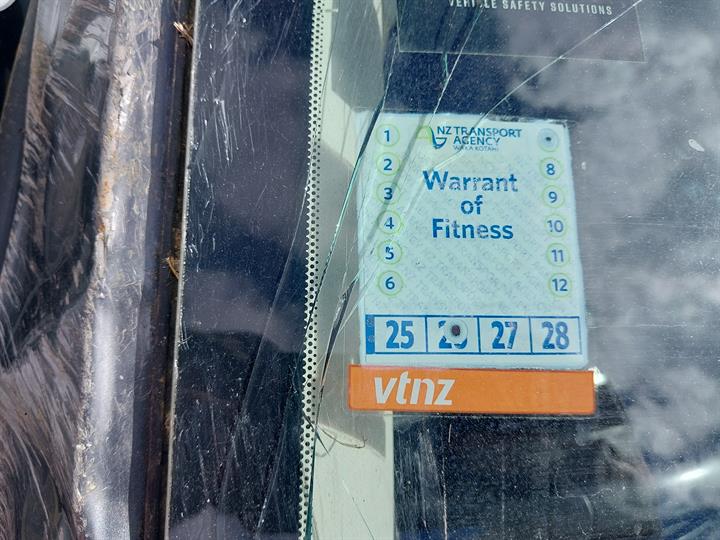 VEHICLE SAFETY SOLUTIONS
NZ TRANSPORT
AGENCY
WAKA KOTAHI
Warrant
of
Fitness
1
2
3
4
5
6
8
9
10
11
12
25 26 27 28
vtnz